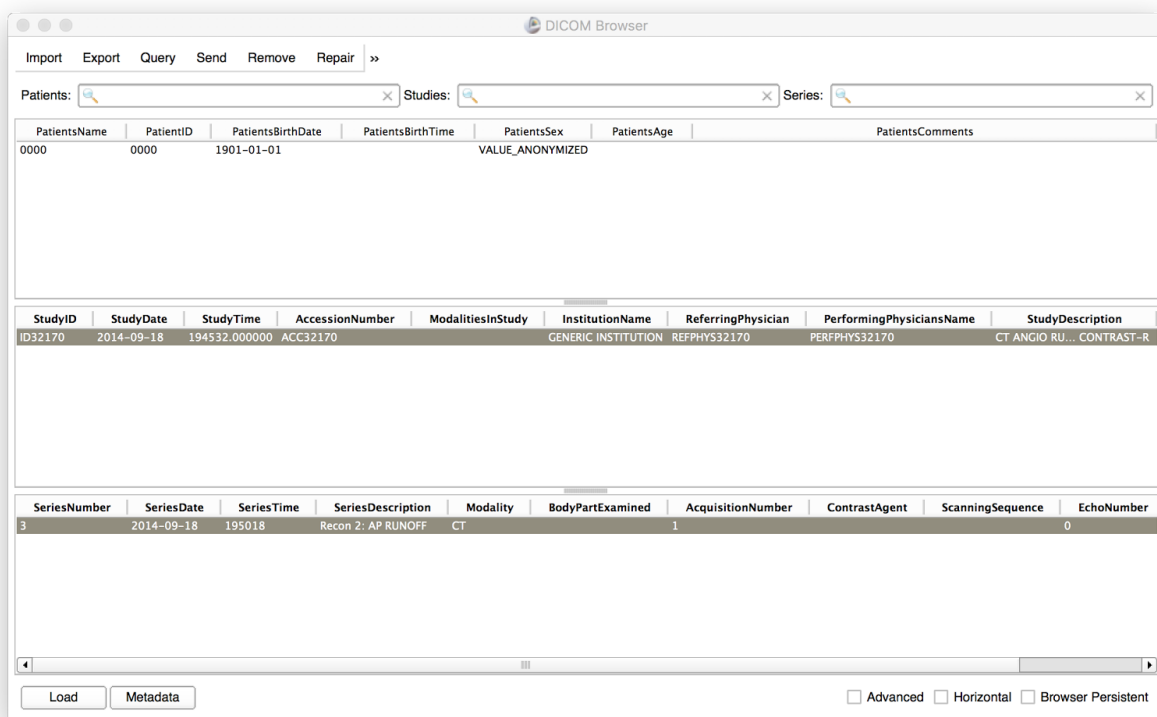 DICOM Browser
Import Export Query Send Remove Repair »
Patients: Studies: Series:
PatientsName PatientID PatientsBirthDate PatientsBirthTime PatientsSex PatientsAge PatientsComments
0000 0000 1901-01-01 VALUE_ANONYMIZED
StudyID StudyDate StudyTime AccessionNumber ModalitiesInStudy InstitutionName ReferringPhysician PerformingPhysiciansName StudyDescription
ID32170 2014-09-18 194532.000000 ACC32170 GENERIC INSTITUTION REFPHYS32170 PERFPHYS32170 CT ANGIO RU... CONTRAST-R
SeriesNumber SeriesDate SeriesTime SeriesDescription Modality BodyPartExamined AcquisitionNumber ContrastAgent ScanningSequence EchoNumber
3 2014-09-18 195018 Recon 2: AP RUNOFF CT 1 0
Load Metadata Advanced Horizontal Browser Persistent